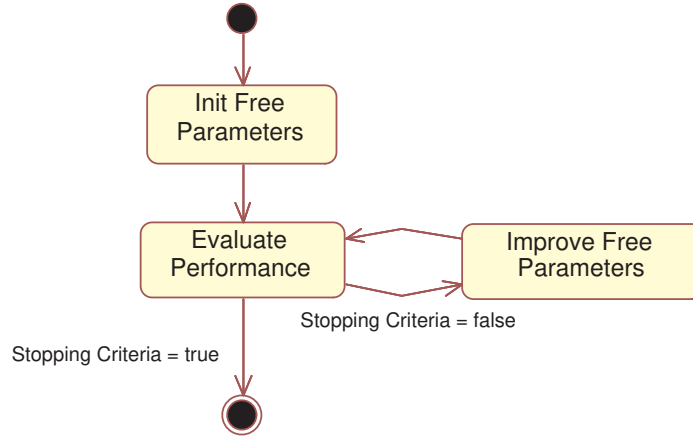 Init Free
Parameters
Evaluate
Performance
Improve Free
Parameters
Stopping Criteria = false
Stopping Criteria = true